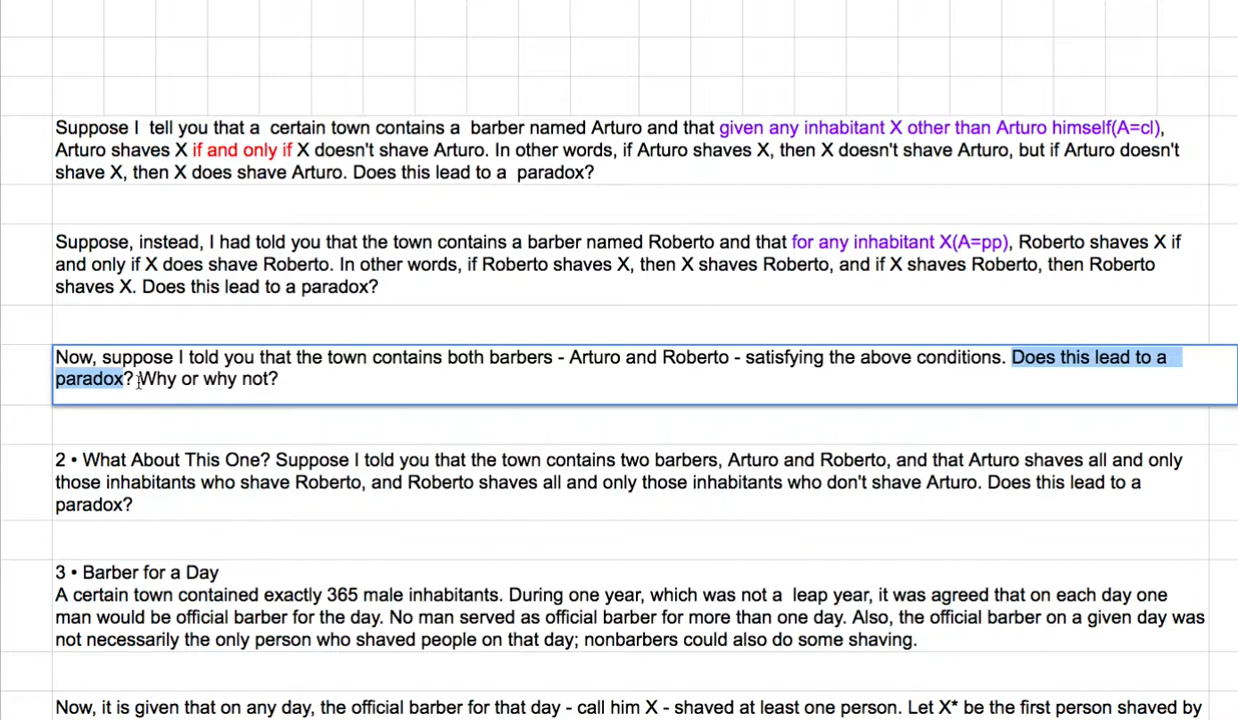 Suppose I tell you that a certain town contains a barber named Arturo and that given any inhabitant X other than Arturo himself(A=cl),
Arturo shaves X if and only if X doesn't shave Arturo. In other words, if Arturo shaves X, then X doesn't shave Arturo, but if Arturo doesn't
shave X, then X does shave Arturo. Does this lead to a paradox?
Suppose, instead, I had told you that the town contains a barber named Roberto and that for any inhabitant X(A=pp), Roberto shaves X if
and only if X does shave Roberto. In other words, if Roberto shaves X, then X shaves Roberto, and if X shaves Roberto, then Roberto
shaves X. Does this lead to a paradox?
Now, suppose I told you that the town contains both barbers - Arturo and Roberto - satisfying the above conditions. Does this lead to a
paradox? Why or why not?
2 • What About This One? Suppose I told you that the town contains two barbers, Arturo and Roberto, and that Arturo shaves all and only
those inhabitants who shave Roberto, and Roberto shaves all and only those inhabitants who don't shave Arturo. Does this lead to a
paradox?
3 • Barber for a Day
A certain town contained exactly 365 male inhabitants. During one year, which was not a leap year, it was agreed that on each day one
man would be official barber for the day. No man served as official barber for more than one day. Also, the official barber on a given day was
not necessarily the only person who shaved people on that day; nonbarbers could also do some shaving.
Now, it is given that on any day, the official barber for that day - call him X - shaved at least one person. Let X* be the first person shaved by